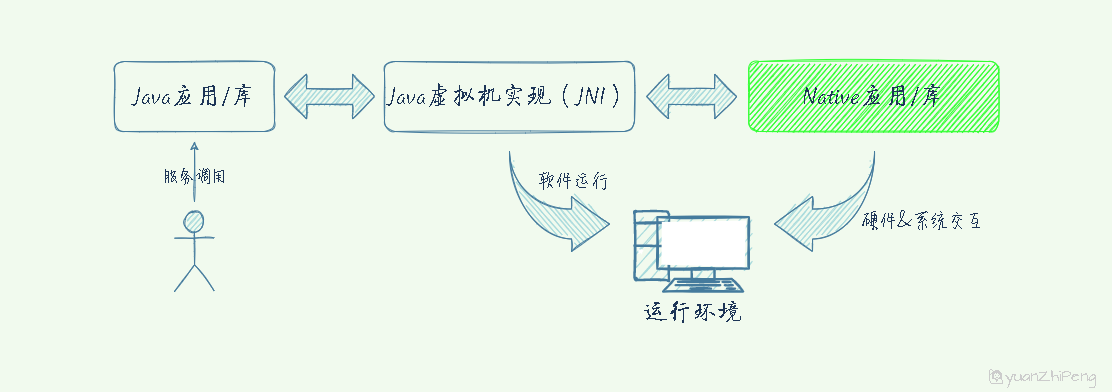 Java应用/库
Java虚拟机实现（JNI）
Native应用/库
服务调用
软件运行
硬件&系统交互
运行环境
yuanZhiPeng